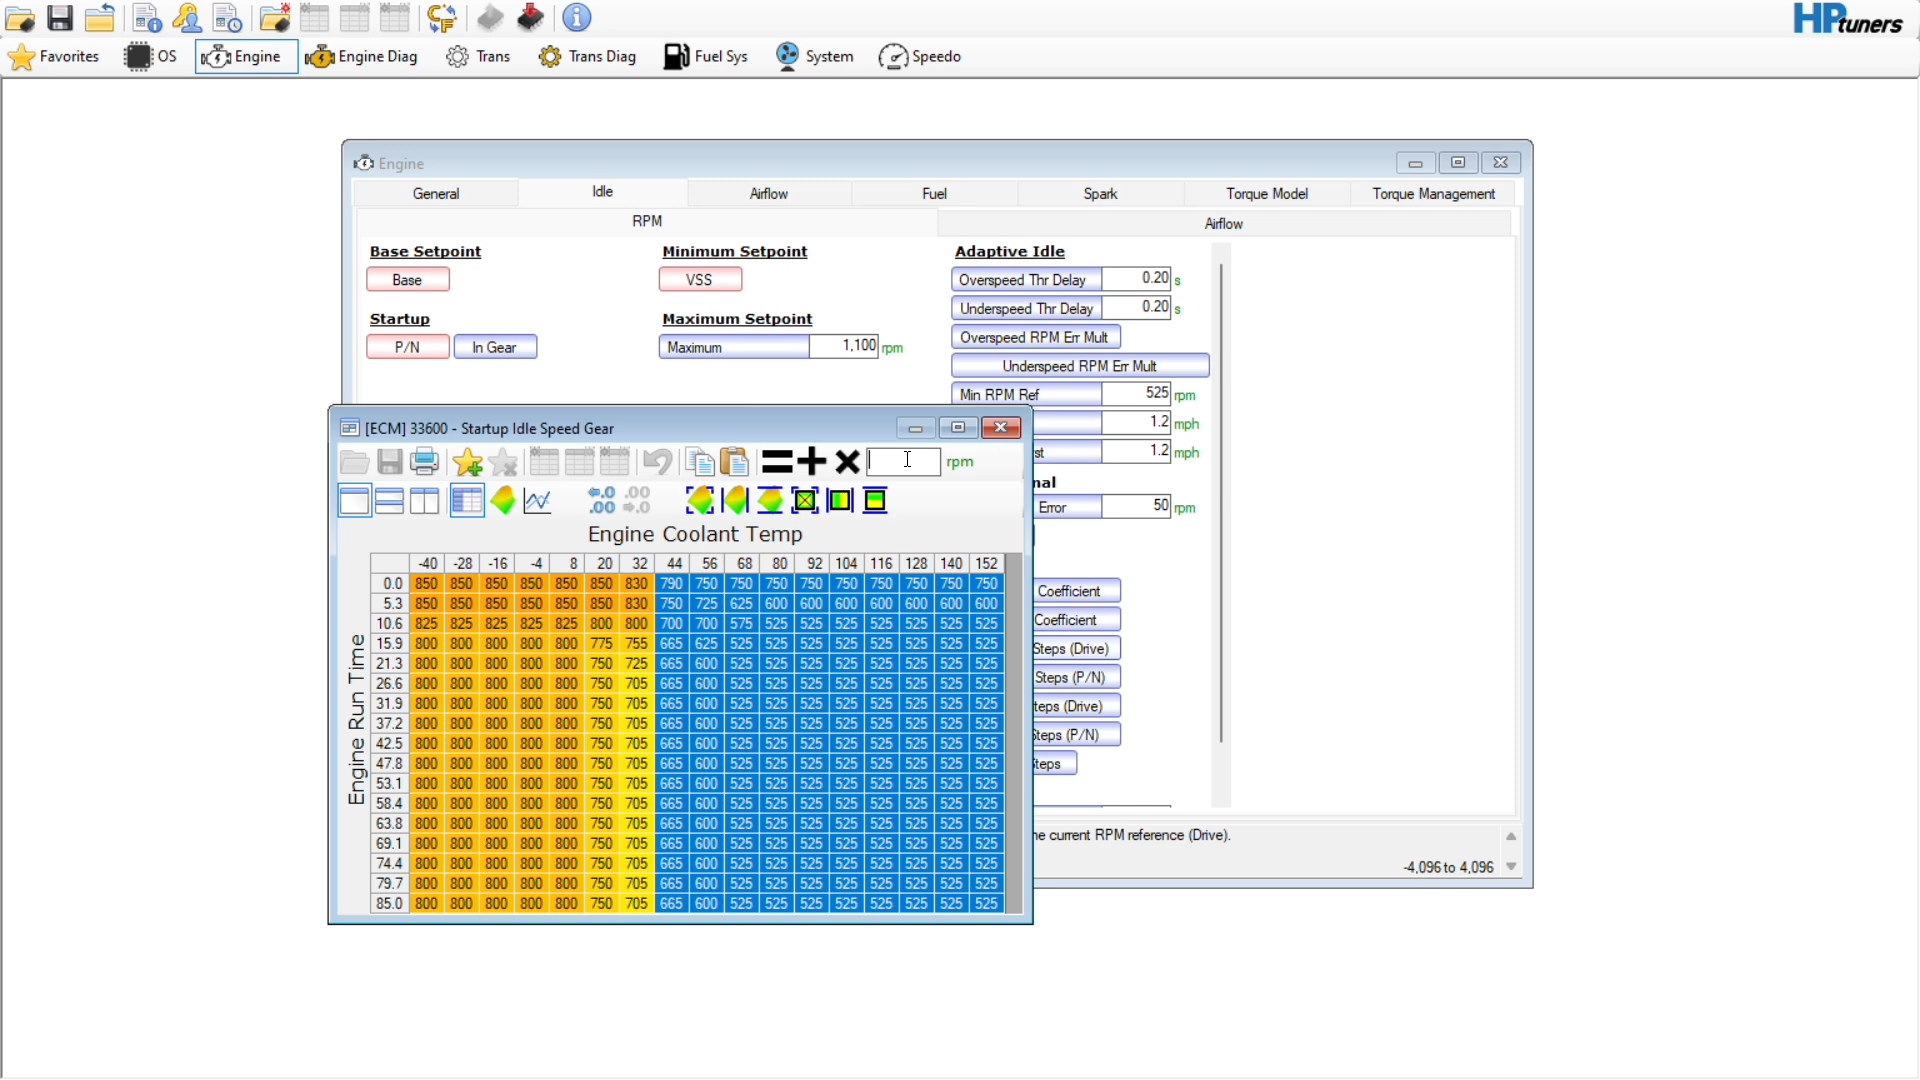 HP tuners
Favorites OS Engine Engine Diag Trans Trans Diag Fuel Sys System Speedo
Engine
General Idle Airflow Fuel Spark Torque Model Torque Management
RPM Airflow
Base Setpoint Minimum Setpoint Adaptive Idle
Base VSS Overspeed Thr Delay 0.20 s
Underspeed Thr Delay 0.20 s
Startup Maximum Setpoint
Overspeed RPM Err Mult
P/N In Gear Maximum 1,100 rpm
Underspeed RPM Err Mult
Min RPM Ref 525 rpm
1.2 mph
st 1.2 mph
nal
Error 50 rpm
Coefficient
Coefficient
Steps (Drive)
Steps (P/N)
teps (Drive)
Steps (P/N)
Steps
he current RPM reference (Drive).
-4,096 to 4,096
[ECM] 33600 - Startup Idle Speed Gear
rpm
.0 .00 .00 .0
Engine Coolant Temp
Engine Run Time
-40 -28 -16 -4 8 20 32 44 56 68 80 92 104 116 128 140 152
0.0 850 850 850 850 850 850 830 790 750 750 750 750 750 750 750 750 750
5.3 850 850 850 850 850 850 830 750 725 625 600 600 600 600 600 600 600
10.6 825 825 825 825 825 800 800 700 700 575 525 525 525 525 525 525 525
15.9 800 800 800 800 800 775 755 665 625 525 525 525 525 525 525 525 525
21.3 800 800 800 800 800 750 725 665 600 525 525 525 525 525 525 525 525
26.6 800 800 800 800 800 750 705 665 600 525 525 525 525 525 525 525 525
31.9 800 800 800 800 800 750 705 665 600 525 525 525 525 525 525 525 525
37.2 800 800 800 800 800 750 705 665 600 525 525 525 525 525 525 525 525
42.5 800 800 800 800 800 750 705 665 600 525 525 525 525 525 525 525 525
47.8 800 800 800 800 800 750 705 665 600 525 525 525 525 525 525 525 525
53.1 800 800 800 800 800 750 705 665 600 525 525 525 525 525 525 525 525
58.4 800 800 800 800 800 750 705 665 600 525 525 525 525 525 525 525 525
63.8 800 800 800 800 800 750 705 665 600 525 525 525 525 525 525 525 525
69.1 800 800 800 800 800 750 705 665 600 525 525 525 525 525 525 525 525
74.4 800 800 800 800 800 750 705 665 600 525 525 525 525 525 525 525 525
79.7 800 800 800 800 800 750 705 665 600 525 525 525 525 525 525 525 525
85.0 800 800 800 800 800 750 705 665 600 525 525 525 525 525 525 525 525